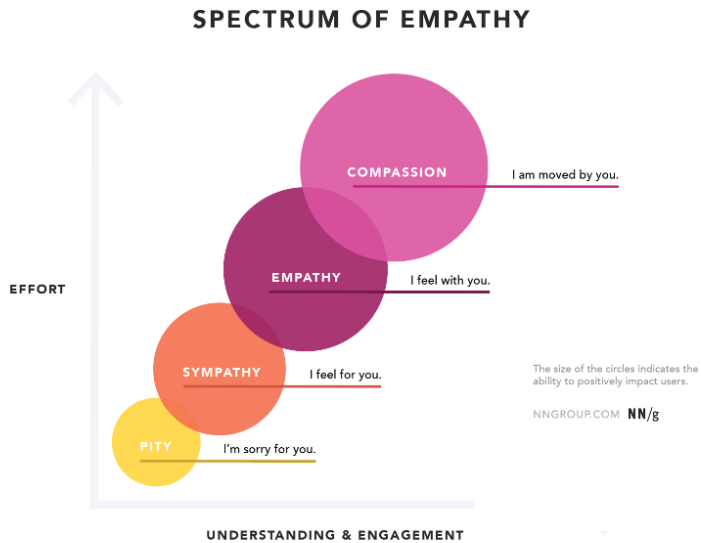 SPECTRUM OF EMPATHY
COMPASSION
I am moved by you.
EMPATHY
I feel with you.
EFFORT
SYMPATHY
I feel for you.
The size of the circles indicates the
ability to positively impact users.
NNGROUP.COM NN/g
PITY
I'm sorry for you.
UNDERSTANDING & ENGAGEMENT